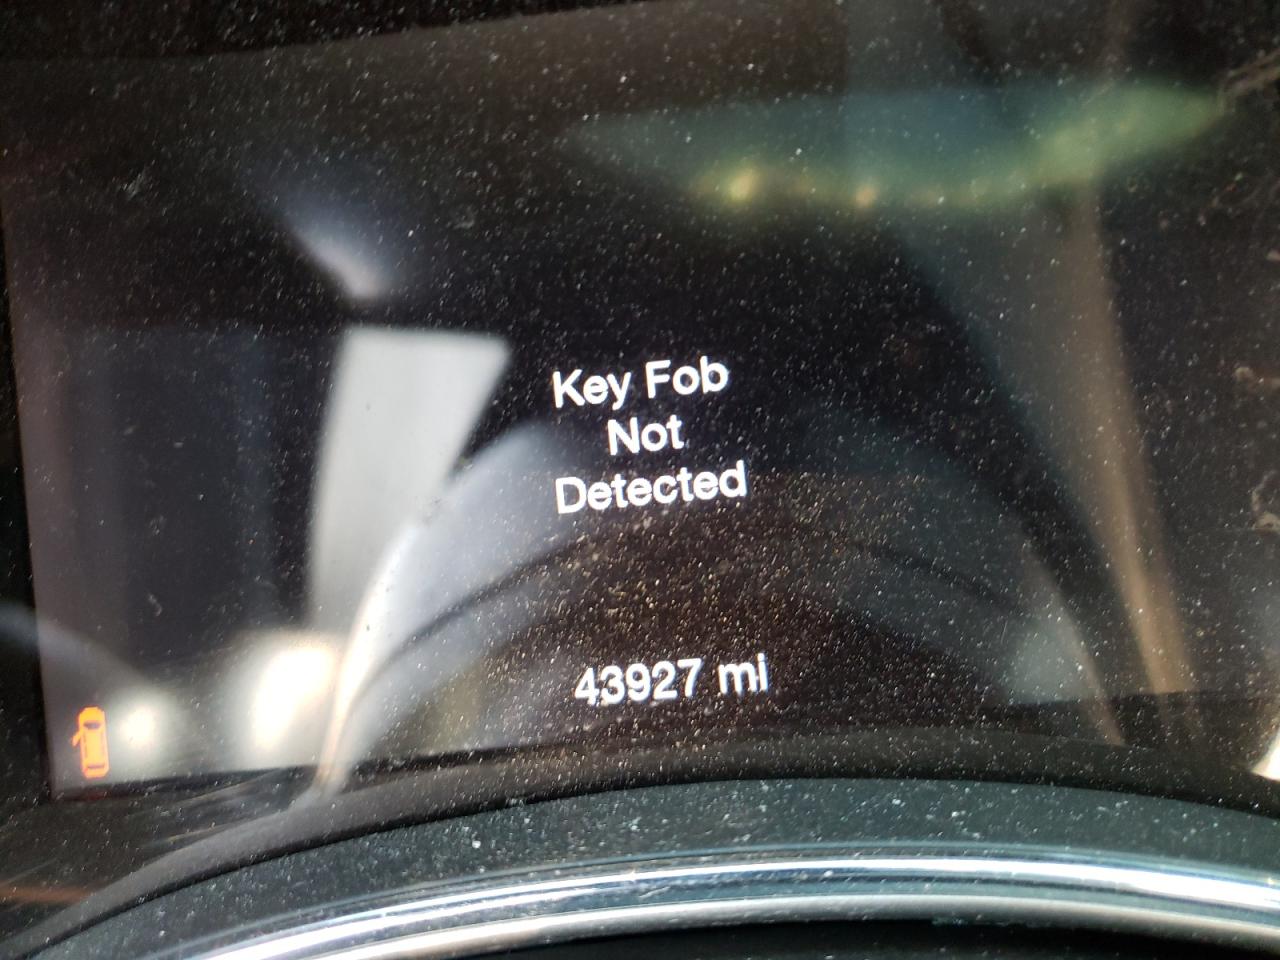 Key Fob
Not
Detected
43927 mi